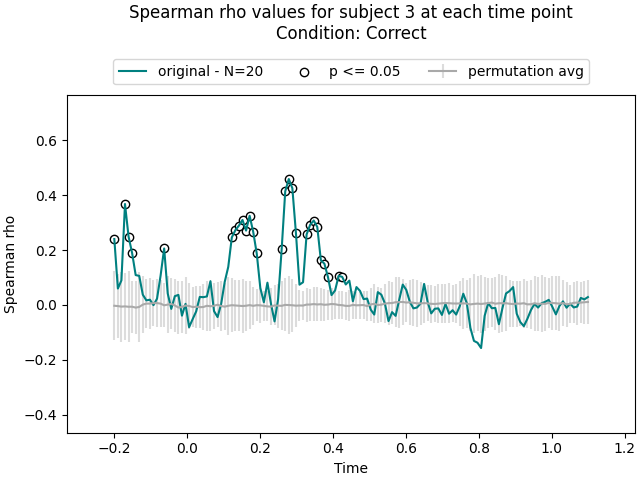 Spearman rho values for subject 3 at each time point
Condition: Correct
original - N=20
p <= 0.05
permutation avg
Spearman rho
0.6
0.4
0.2
0.0
−0.2
−0.4
−0.2
0.0
0.2
0.4
0.6
0.8
1.0
1.2
Time